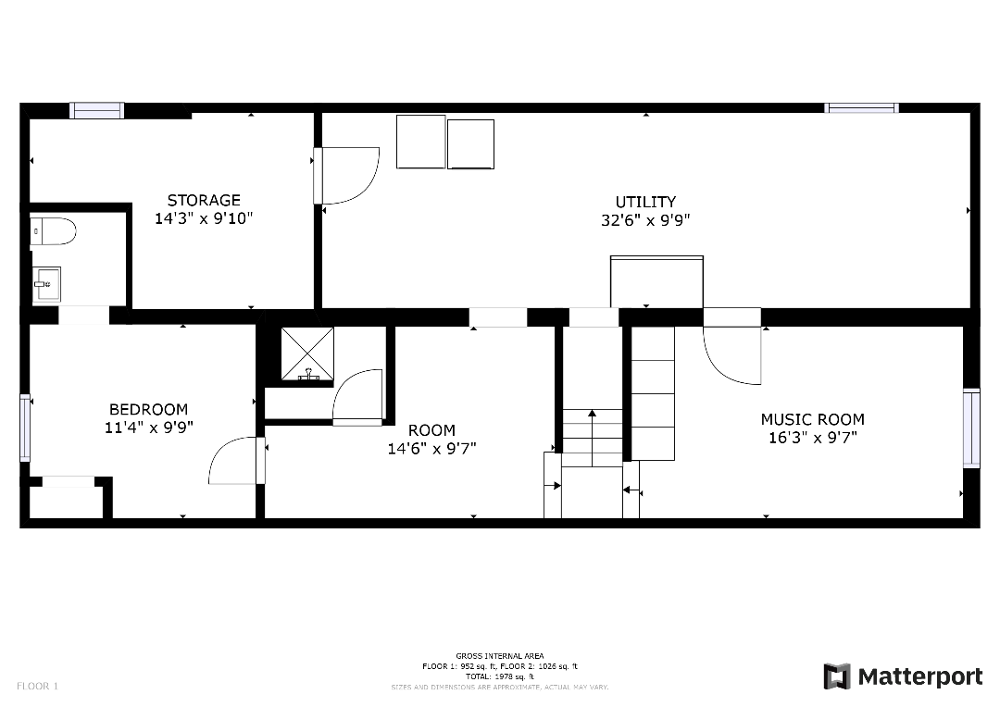 STORAGE
14'3" x 9'10"
UTILITY
32'6" x 9'9"
BEDROOM
11'4" x 9'9"
ROOM
14'6" x 9'7"
MUSIC ROOM
16'3" x 9'7"
GROSS INTERNAL AREA
FLOOR 1: 952 sq. ft, FLOOR 2: 1026 sq. ft
TOTAL: 1978 sq. ft
SIZES AND DIMENSIONS ARE APPROXIMATE, ACTUAL MAY VARY.
FLOOR 1
Matterport